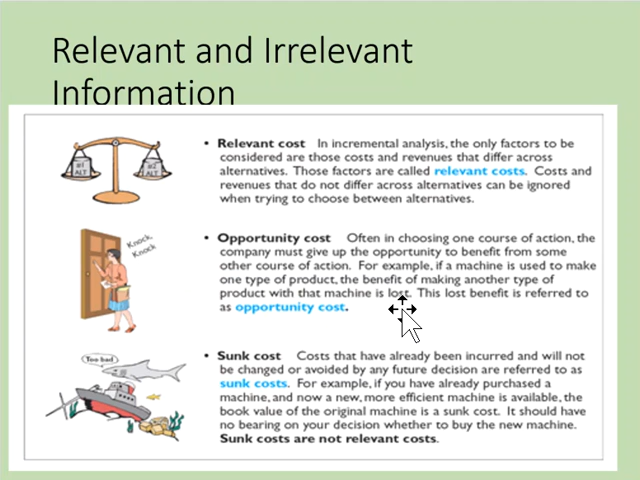 Relevant and Irrelevant
Information
#1
ALT
#2
ALT
• Relevant cost In incremental analysis, the only factors to be
considered are those costs and revenues that differ across
alternatives. Those factors are called relevant costs. Costs and
revenues that do not differ across alternatives can be ignored
when trying to choose between alternatives.
Knock,
Knock
• Opportunity cost Often in choosing one course of action, the
company must give up the opportunity to benefit from some
other course of action. For example, if a machine is used to make
one type of product, the benefit of making another type of
product with that machine is lost. This lost benefit is referred to
as opportunity cost.
Too bad
• Sunk cost Costs that have already been incurred and will not
be changed or avoided by any future decision are referred to as
sunk costs. For example, if you have already purchased a
machine, and now a new, more efficient machine is available, the
book value of the original machine is a sunk cost. It should have
no bearing on your decision whether to buy the new machine.
Sunk costs are not relevant costs.